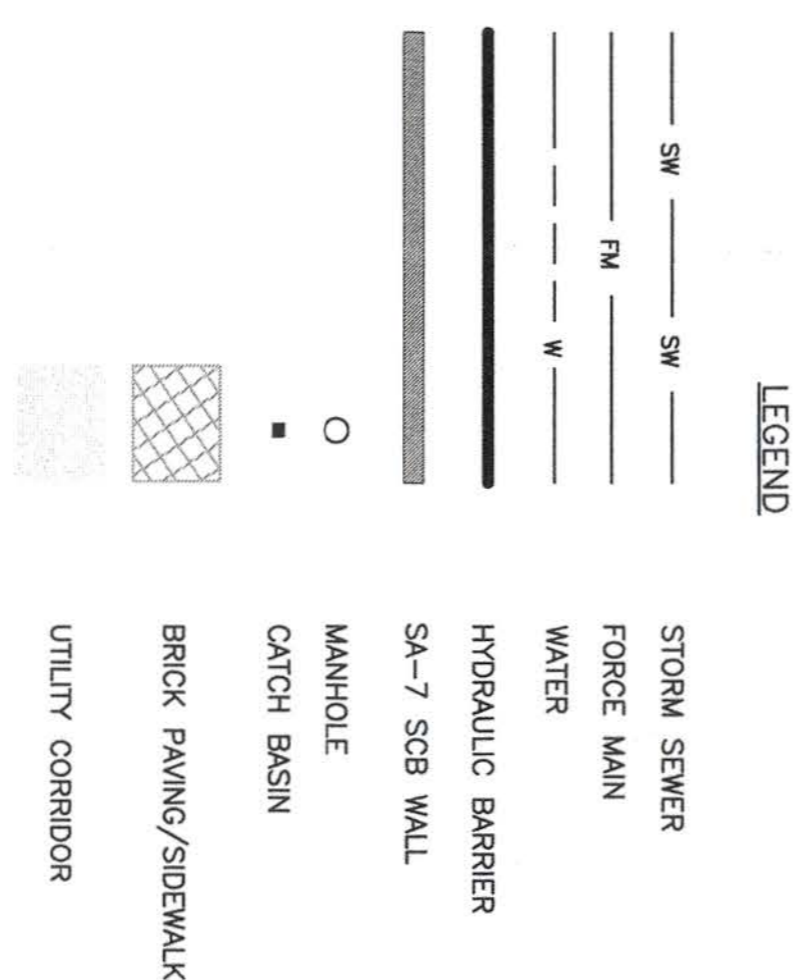 LEGEND
SW SW STORM SEWER
FM FORCE MAIN
W WATER
HYDRAULIC BARRIER
SA-7 SCB WALL
MANHOLE
CATCH BASIN
BRICK PAVING/SIDEWALK
UTILITY CORRIDOR